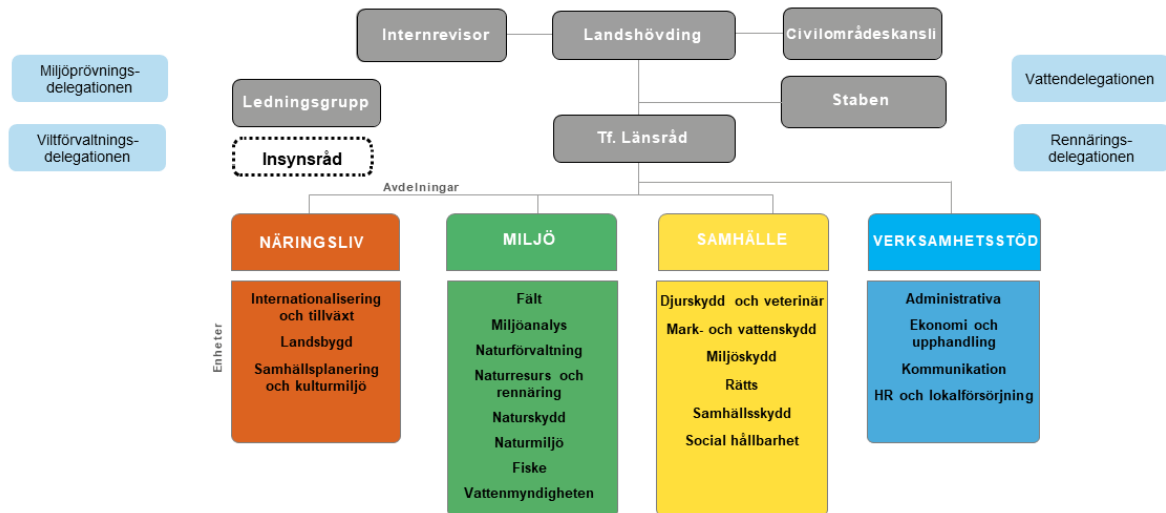 Internrevisor
Landshövding
Civilområdeskansli
Miljöprövnings-
delegationen
Vattendelegationen
Ledningsgrupp
Staben
Viltförvaltnings-
delegationen
Insynsråd
Tf. Länsråd
Rennärings-
delegationen
Avdelningar
NÄRINGSLIV
MILJÖ
SAMHÄLLE
VERKSAMHETSSTÖD
Enheter
Internationalisering
och tillväxt
Landsbygd
Samhällsplanering
och kulturmiljö
Fält
Miljöanalys
Naturförvaltning
Naturresurs och
rennäring
Naturskydd
Naturmiljö
Fiske
Vattenmyndigheten
Djurskydd och veterinär
Mark- och vattenskydd
Miljöskydd
Rätts
Samhällsskydd
Social hållbarhet
Administrativa
Ekonomi och
upphandling
Kommunikation
HR och lokalförsörjning